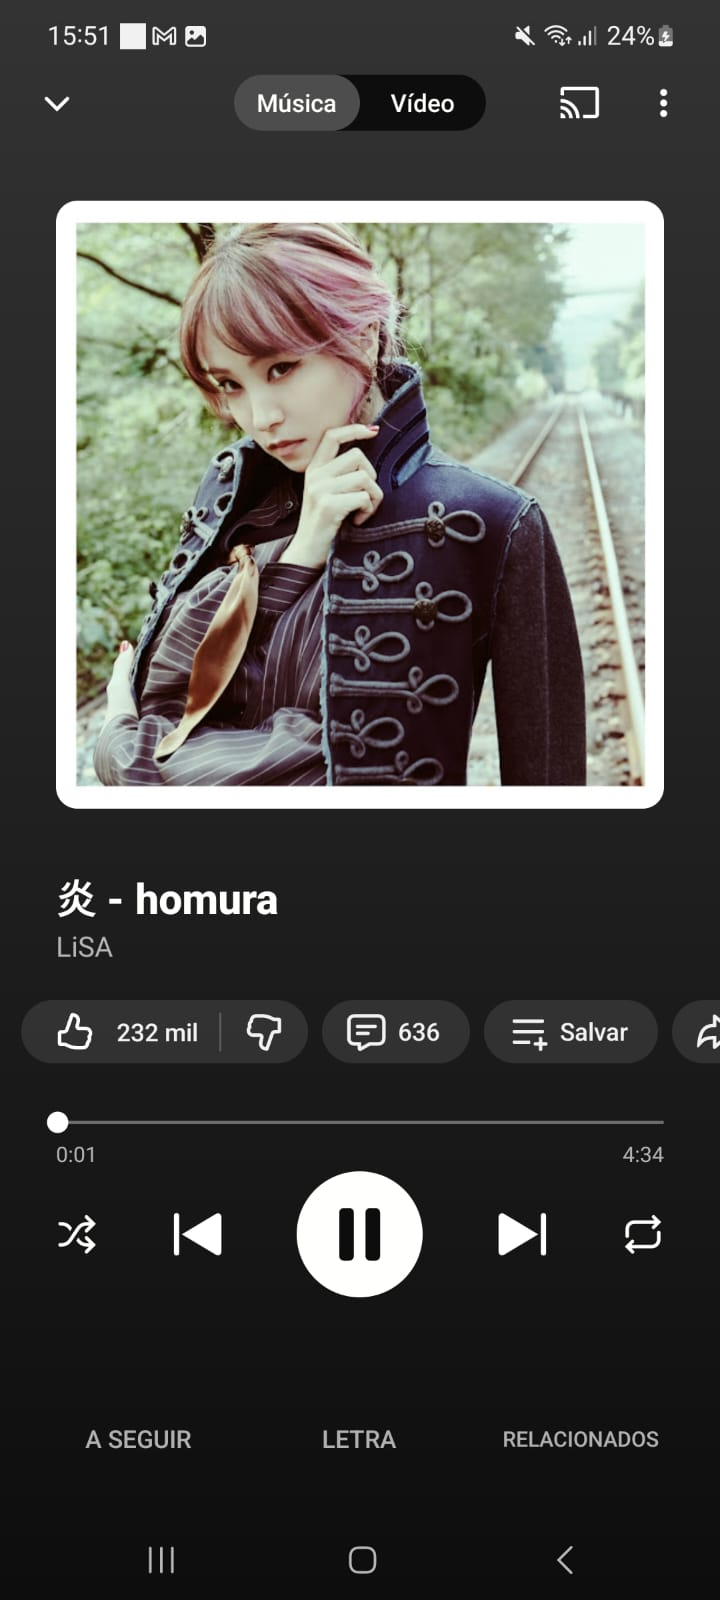 15:51 24%
Música Vídeo
炎 - homura
LiSA
232 mil 636 Salvar
0:01 4:34
A SEGUIR LETRA RELACIONADOS